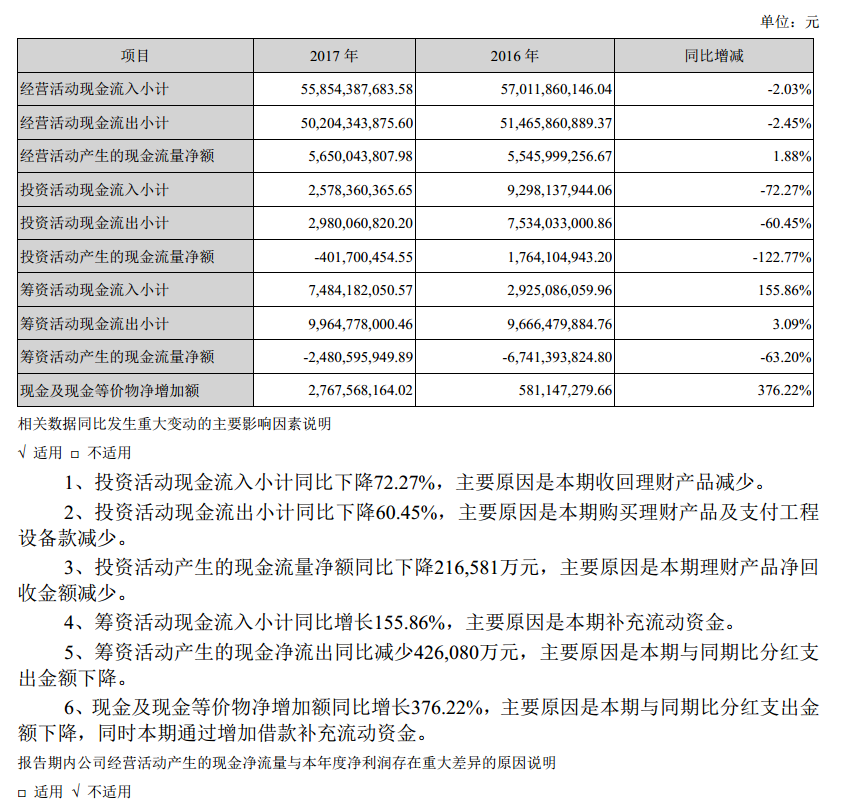 单位：元
项目 2017 年 2016 年 同比增减
经营活动现金流入小计 55,854,387,683.58 57,011,860,146.04 -2.03%
经营活动现金流出小计 50,204,343,875.60 51,465,860,889.37 -2.45%
经营活动产生的现金流量净额 5,650,043,807.98 5,545,999,256.67 1.88%
投资活动现金流入小计 2,578,360,365.65 9,298,137,944.06 -72.27%
投资活动现金流出小计 2,980,060,820.20 7,534,033,000.86 -60.45%
投资活动产生的现金流量净额 -401,700,454.55 1,764,104,943.20 -122.77%
筹资活动现金流入小计 7,484,182,050.57 2,925,086,059.96 155.86%
筹资活动现金流出小计 9,964,778,000.46 9,666,479,884.76 3.09%
筹资活动产生的现金流量净额 -2,480,595,949.89 -6,741,393,824.80 -63.20%
现金及现金等价物净增加额 2,767,568,164.02 581,147,279.66 376.22%
相关数据同比发生重大变动的主要影响因素说明
√ 适用 □ 不适用
1、投资活动现金流入小计同比下降72.27%，主要原因是本期收回理财产品减少。
2、投资活动现金流出小计同比下降60.45%，主要原因是本期购买理财产品及支付工程
设备款减少。
3、投资活动产生的现金流量净额同比下降216,581万元，主要原因是本期理财产品净回
收金额减少。
4、筹资活动现金流入小计同比增长155.86%，主要原因是本期补充流动资金。
5、筹资活动产生的现金净流出同比减少426,080万元，主要原因是本期与同期比分红支
出金额下降。
6、现金及现金等价物净增加额同比增长376.22%，主要原因是本期与同期比分红支出金
额下降，同时本期通过增加借款补充流动资金。
报告期内公司经营活动产生的现金净流量与本年度净利润存在重大差异的原因说明
□ 适用 √ 不适用